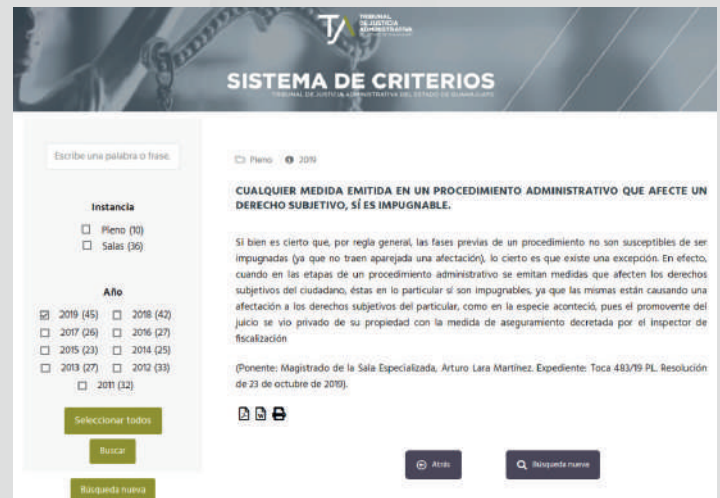 TRIBUNAL
DE JUSTICIA
ADMINISTRATIVA
SISTEMA DE CRITERIOS
TRIBUNAL DE JUSTICIA ADMINISTRATIVA DEL ESTADO DE GUANAJUATO
Escribe una palabra o frase.
Instancia
Pleno (10)
Salas (36)
Año
2019 (45) 2018 (42)
2017 (26) 2016 (27)
2015 (23) 2014 (25)
2013 (27) 2012 (33)
2011 (32)
Seleccionar todos
Buscar
Búsqueda nueva
Pleno 2019
CUALQUIER MEDIDA EMITIDA EN UN PROCEDIMIENTO ADMINISTRATIVO QUE AFECTE UN
DERECHO SUBJETIVO, SÍ ES IMPUGNABLE.
Si bien es cierto que, por regla general, las fases previas de un procedimiento no son susceptibles de ser
impugnadas (ya que no traen aparejada una afectación), lo cierto es que existe una excepción. En efecto,
cuando en las etapas de un procedimiento administrativo se emitan medidas que afecten los derechos
subjetivos del ciudadano, éstas en lo particular sí son impugnables, ya que las mismas están causando una
afectación a los derechos subjetivos del particular, como en la especie aconteció, pues el promovente del
juicio se vio privado de su propiedad con la medida de aseguramiento decretada por el inspector de
fiscalización
(Ponente: Magistrado de la Sala Especializada, Arturo Lara Martínez. Expediente: Toca 483/19 PL. Resolución
de 23 de octubre de 2019).
Atrás
Búsqueda nueva